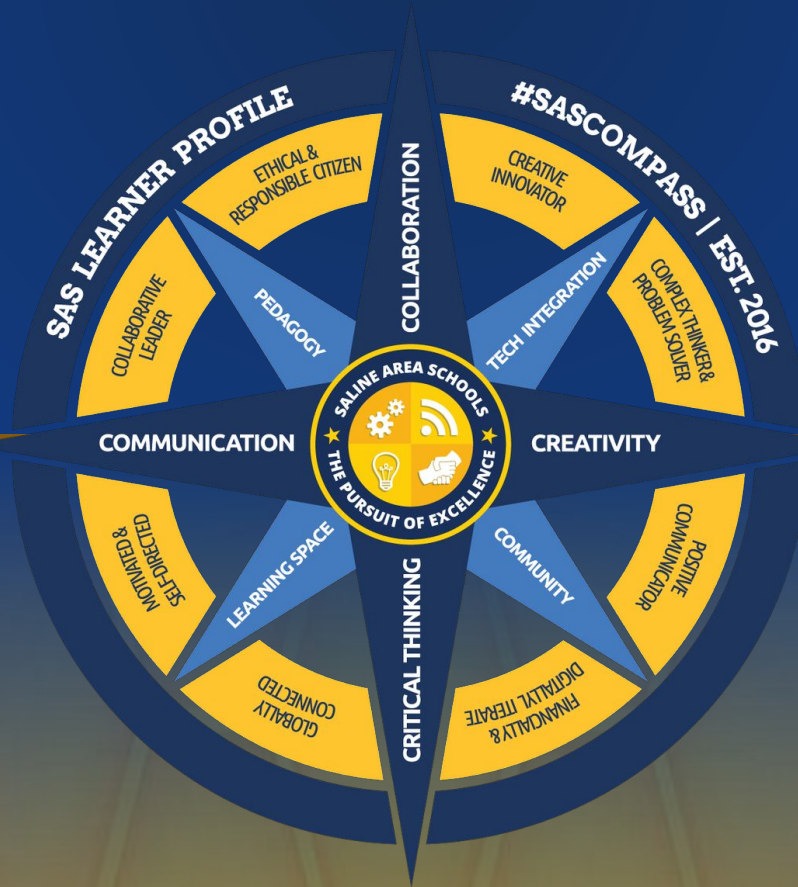 SAS LEARNER PROFILE
#SASCOMPASS | EST. 2016
ETHICAL &
RESPONSIBLE CITIZEN
CREATIVE
INNOVATOR
COLLABORATIVE
LEADER
COMPLEX THINKER &
PROBLEM SOLVER
COLLABORATION
PEDAGOGY
TECH INTEGRATION
COMMUNICATION
SALINE AREA SCHOOLS
THE PURSUIT OF EXCELLENCE
CREATIVITY
LEARNING SPACE
COMMUNITY
CRITICAL THINKING
MOTIVATED &
SELF-DIRECTED
POSITIVE
COMMUNICATOR
GLOBALLY
CONNECTED
FINANCIALLY &
DIGITALLY LITERATE